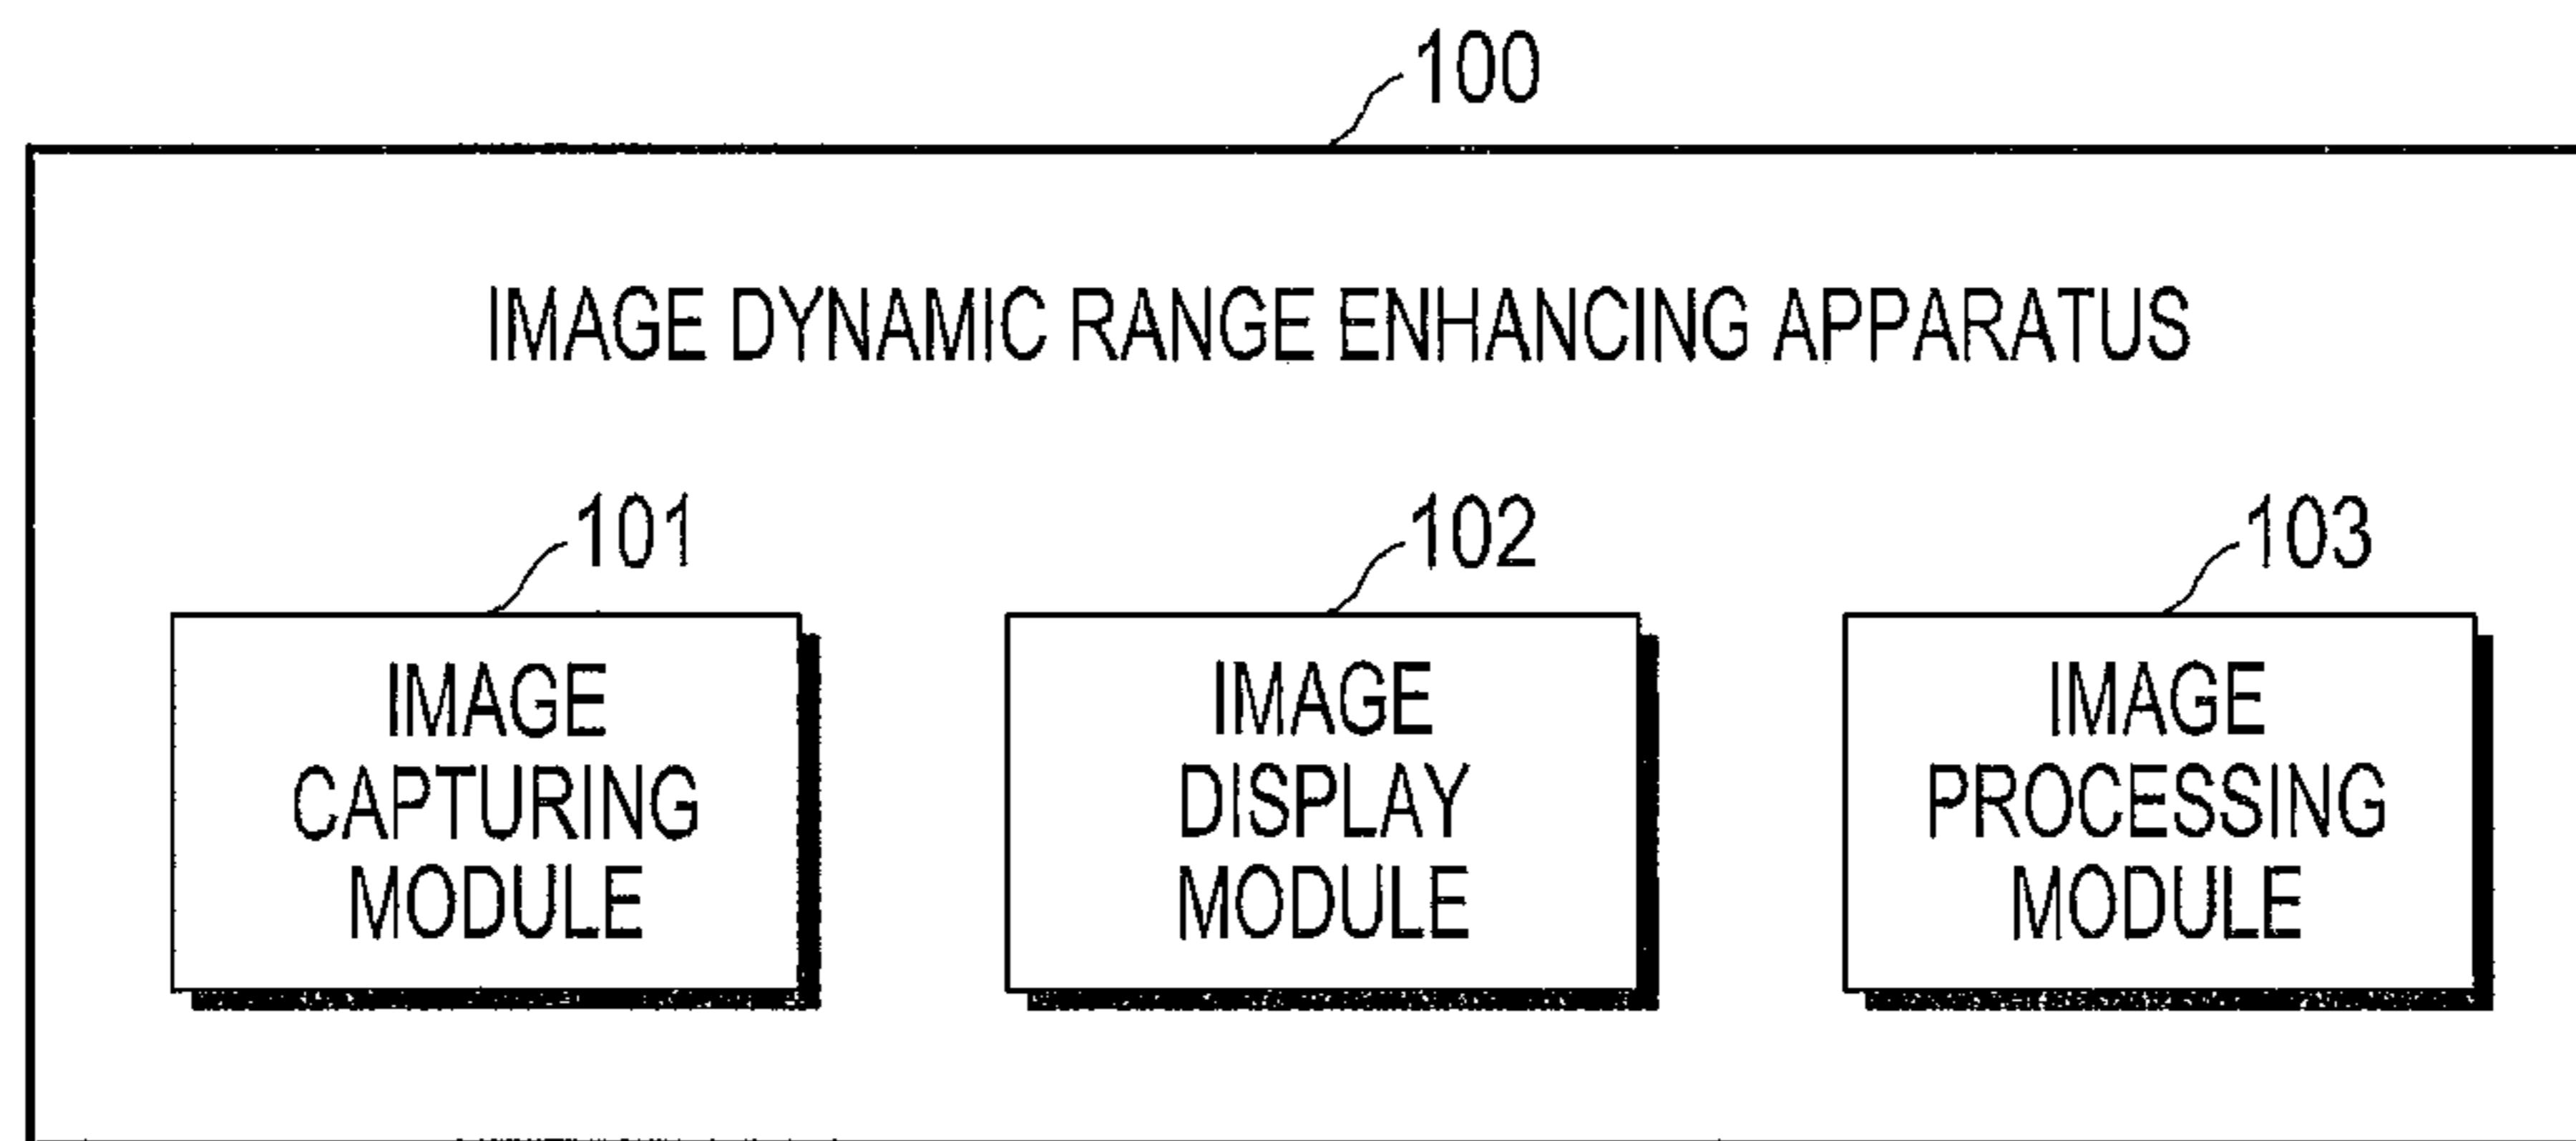 100
IMAGE DYNAMIC RANGE ENHANCING APPARATUS
101
IMAGE
CAPTURING
MODULE
102
IMAGE
DISPLAY
MODULE
103
IMAGE
PROCESSING
MODULE